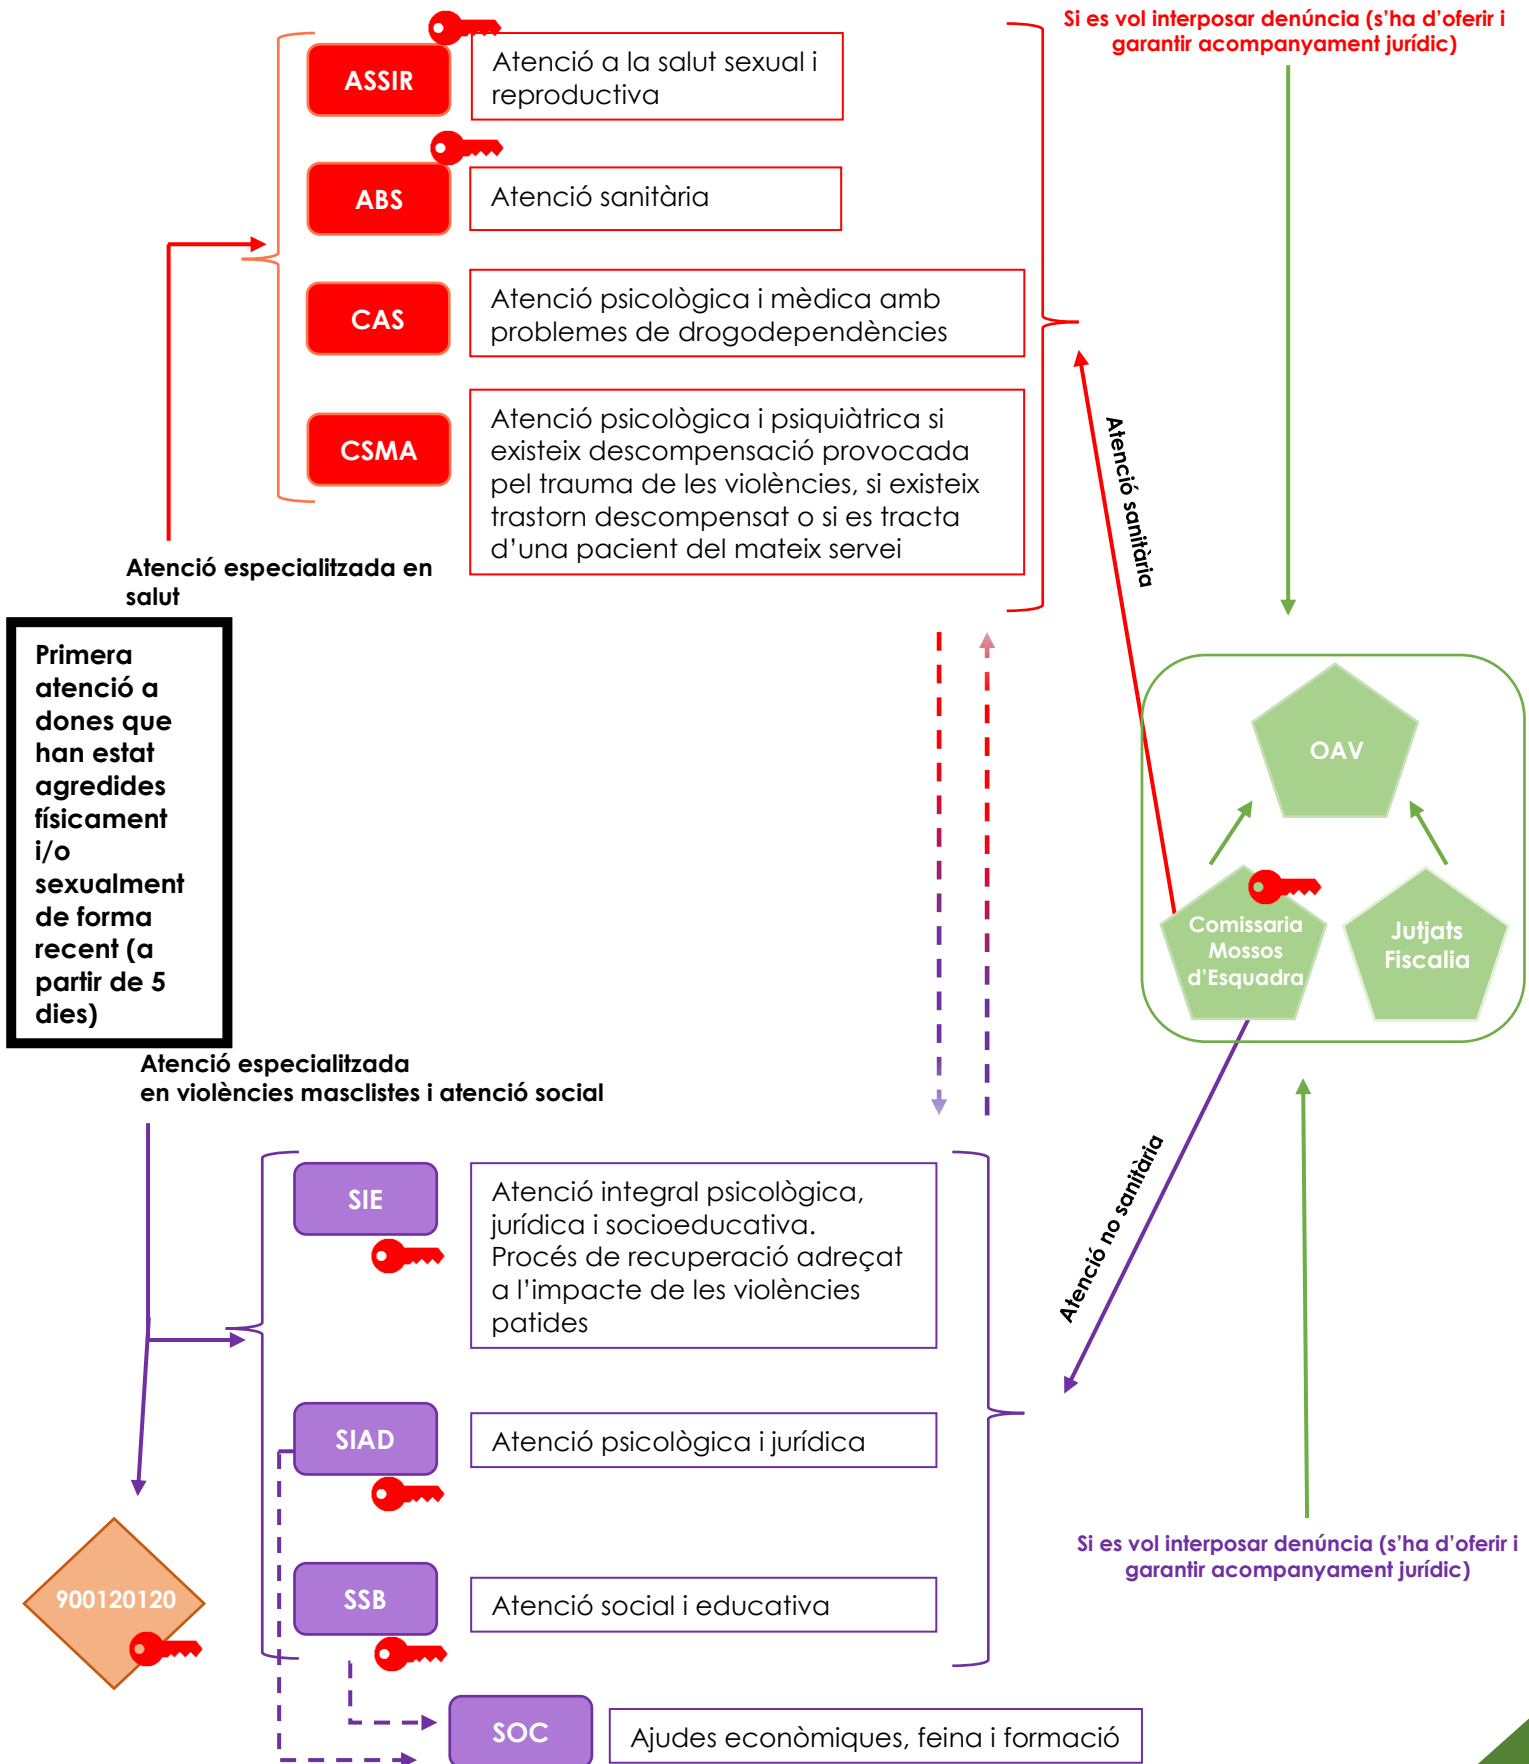 Si es vol interposar denúncia (s'ha d'oferir i
garantir acompanyament jurídic)
ASSIR
Atenció a la salut sexual i
reproductiva
ABS
Atenció sanitària
CAS
Atenció psicològica i mèdica amb
problemes de drogodependències
CSMA
Atenció psicològica i psiquiàtrica si
existeix descompensació provocada
pel trauma de les violències, si existeix
trastorn descompensat o si es tracta
d'una pacient del mateix servei
Atenció sanitària
Atenció especialitzada en
salut
Primera
atenció a
dones que
han estat
agredides
físicament
i/o
sexualment
de forma
recent (a
partir de 5
dies)
OAV
Comissaria
Mossos
d'Esquadra
Jutjats
Fiscalia
Atenció especialitzada
en violències masclistes i atenció social
Atenció no sanitària
SIE
Atenció integral psicològica,
jurídica i socioeducativa.
Procés de recuperació adreçat
a l'impacte de les violències
patides
SIAD
Atenció psicològica i jurídica
Si es vol interposar denúncia (s'ha d'oferir i
garantir acompanyament jurídic)
900120120
SSB
Atenció social i educativa
SOC
Ajudes econòmiques, feina i formació